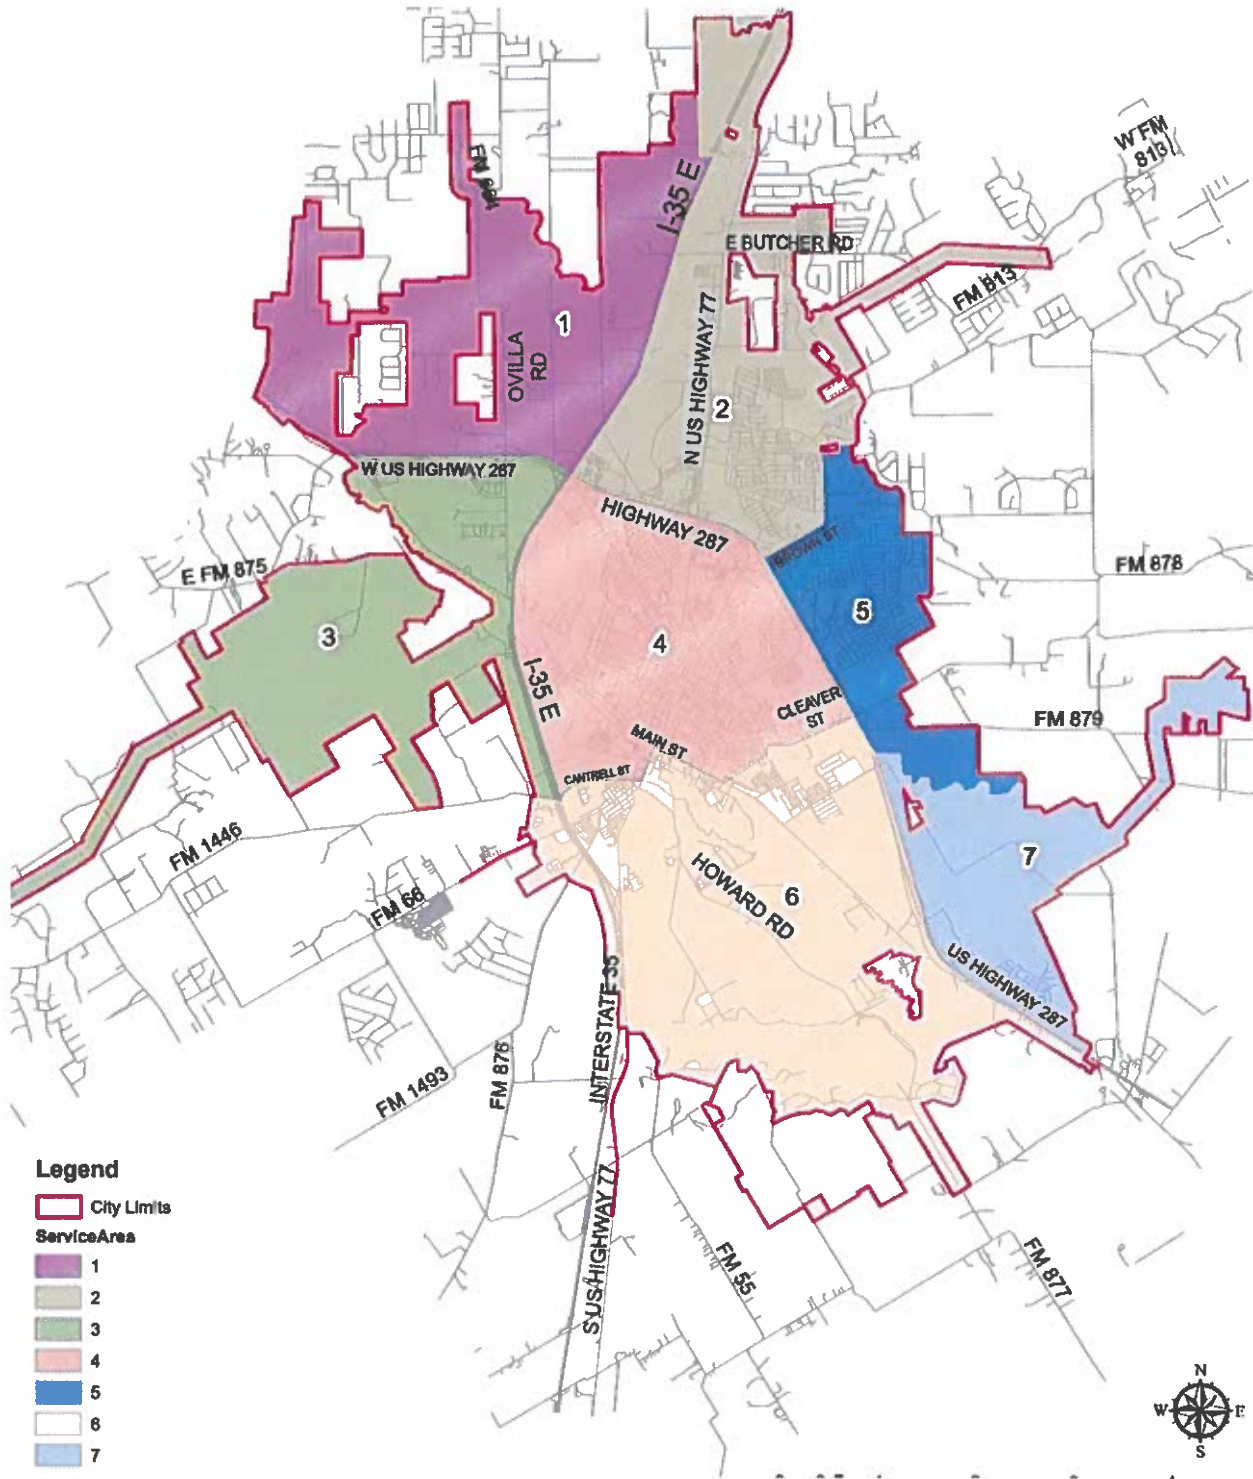 W FM
813
FM 664
I-35 E
E BUTCHER RD
FM 813
1
OVILLA
RD
N US HIGHWAY 77
2
W US HIGHWAY 287
HIGHWAY 287
BROWN ST
E FM 875
FM 878
5
3
4
I-35 E
CLEAVER
ST
FM 879
MAIN ST
CANTRELL ST
FM 1446
7
HOWARD RD
6
FM 66
US HIGHWAY 287
INTERSTATE 35
FM 876
FM 1493
Legend
City Limits
ServiceArea
1
2
3
4
5
6
7
S US HIGHWAY 77
FM 55
FM 877
N
W
E
S